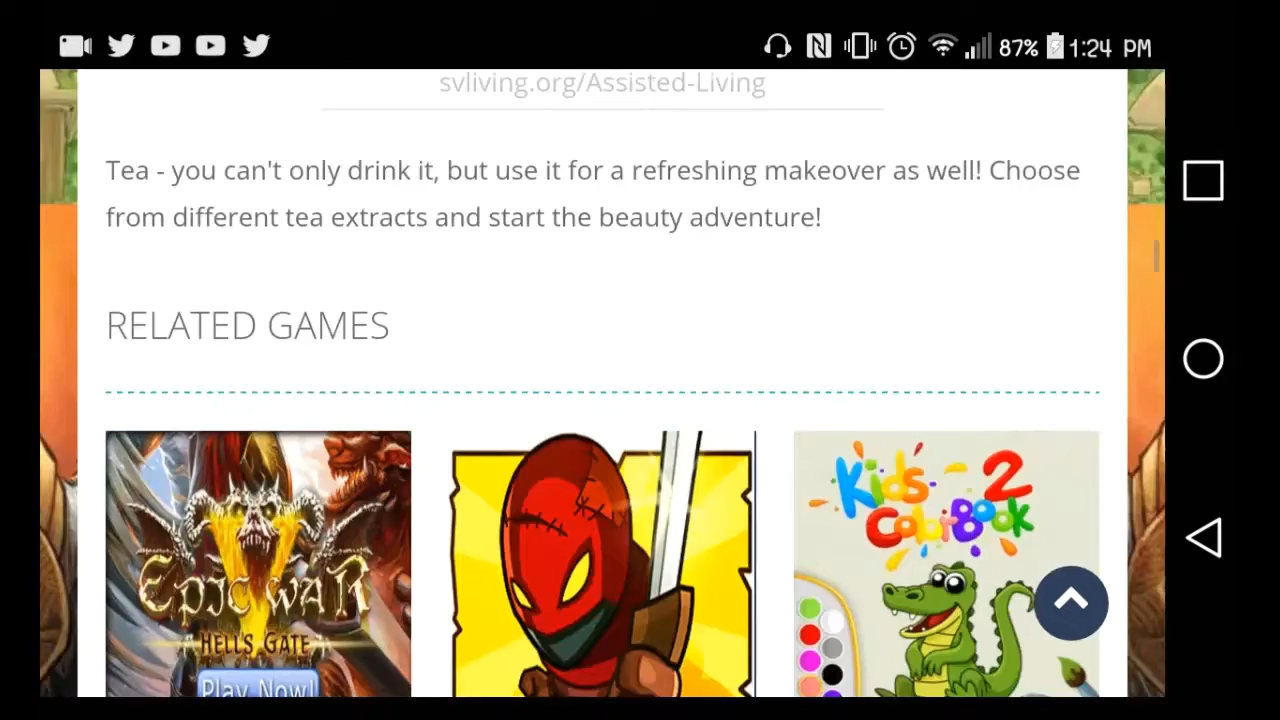 87% 1:24 PM
svliving.org/Assisted-Living
Tea - you can't only drink it, but use it for a refreshing makeover as well! Choose
from different tea extracts and start the beauty adventure!
RELATED GAMES
EPIC WAR
HELL'S GATE
Play Now!
Kids- 2
Color Book